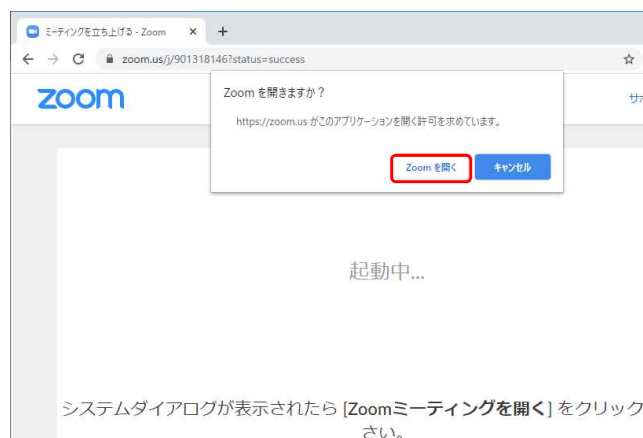 ミーティングを立ち上げる - Zoom
zoom.us/j/901318146?status=success
zoom
Zoom を開きますか？
https://zoom.us がこのアプリケーションを開く許可を求めています。
Zoom を開く キャンセル
サポ
起動中...
システムダイアログが表示されたら [Zoomミーティングを開く] をクリック
さい。